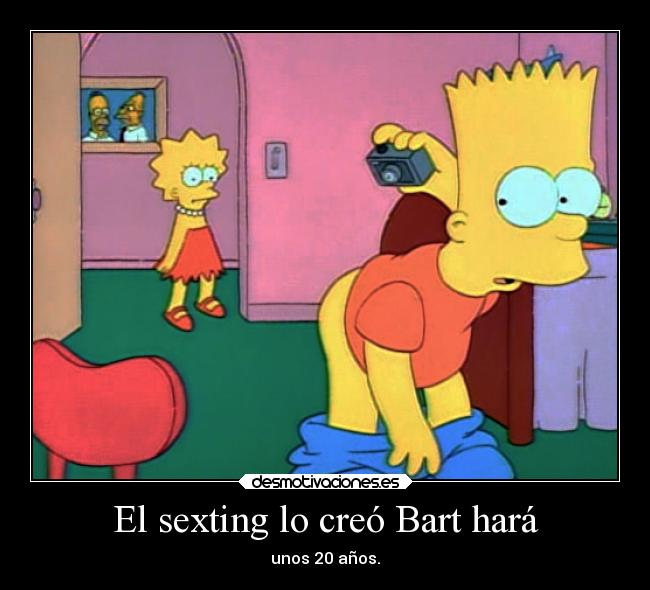 desmotivaciones.es
El sexting lo creó Bart hará
unos 20 años.